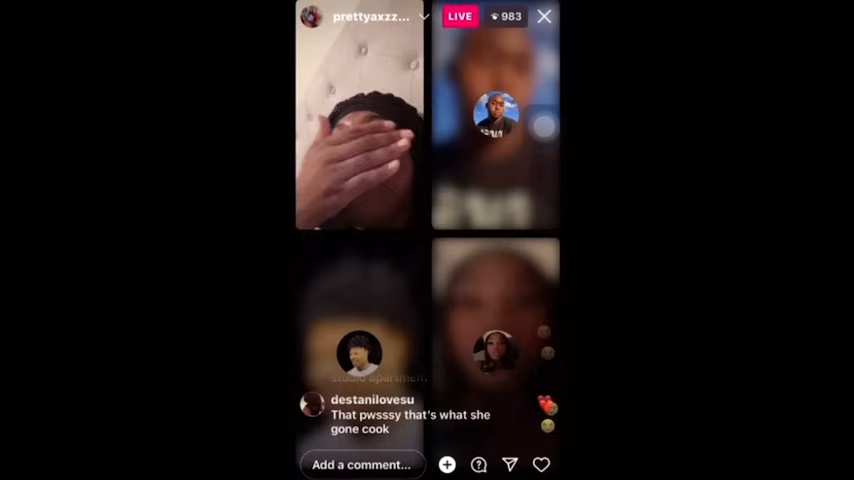 prettyaxzz...
LIVE
983
studio apartment
destanilovesu
That pwsssy that's what she
gone cook
Add a comment...